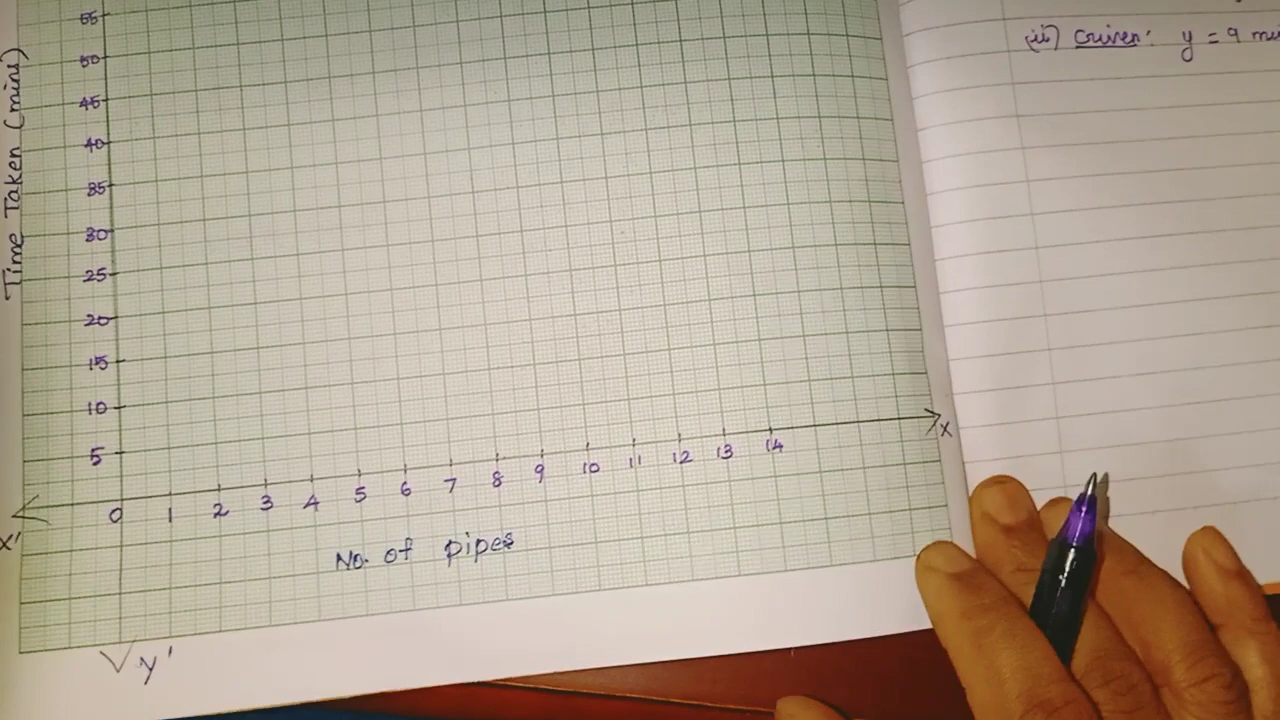 55
50
45
40
35
30
25
20
15
10
5
Time Taken (mins)
0 1 2 3 4 5 6 7 8 9 10 11 12 13 14
X
X'
No. of pipes
y'
(ii) Given: y = 9